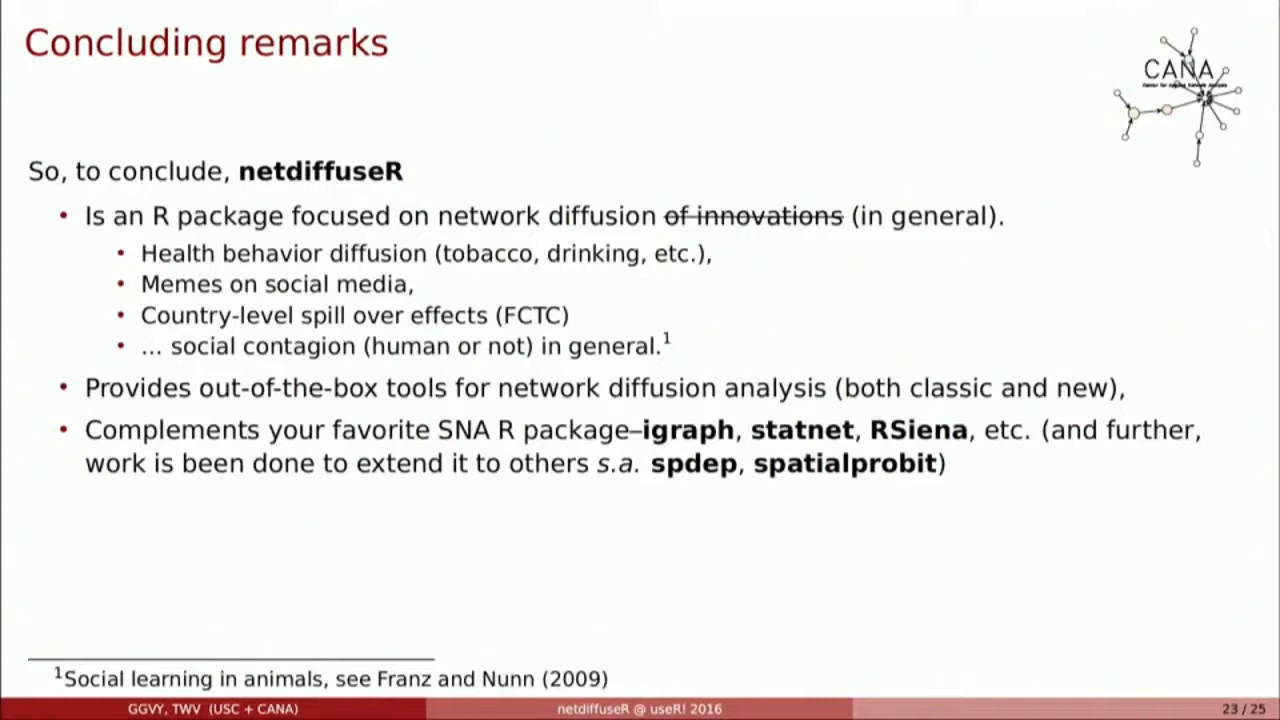 Concluding remarks
CANA
Center for Applied Network Analysis
So, to conclude, netdiffuseR
• Is an R package focused on network diffusion of innovations (in general).
• Health behavior diffusion (tobacco, drinking, etc.),
• Memes on social media,
• Country-level spill over effects (FCTC)
• ... social contagion (human or not) in general.1
• Provides out-of-the-box tools for network diffusion analysis (both classic and new),
• Complements your favorite SNA R package–igraph, statnet, RSiena, etc. (and further,
work is been done to extend it to others s.a. spdep, spatialprobit)
1Social learning in animals, see Franz and Nunn (2009)
GGVY, TWV (USC + CANA) netdiffuseR @ useR! 2016 23 / 25